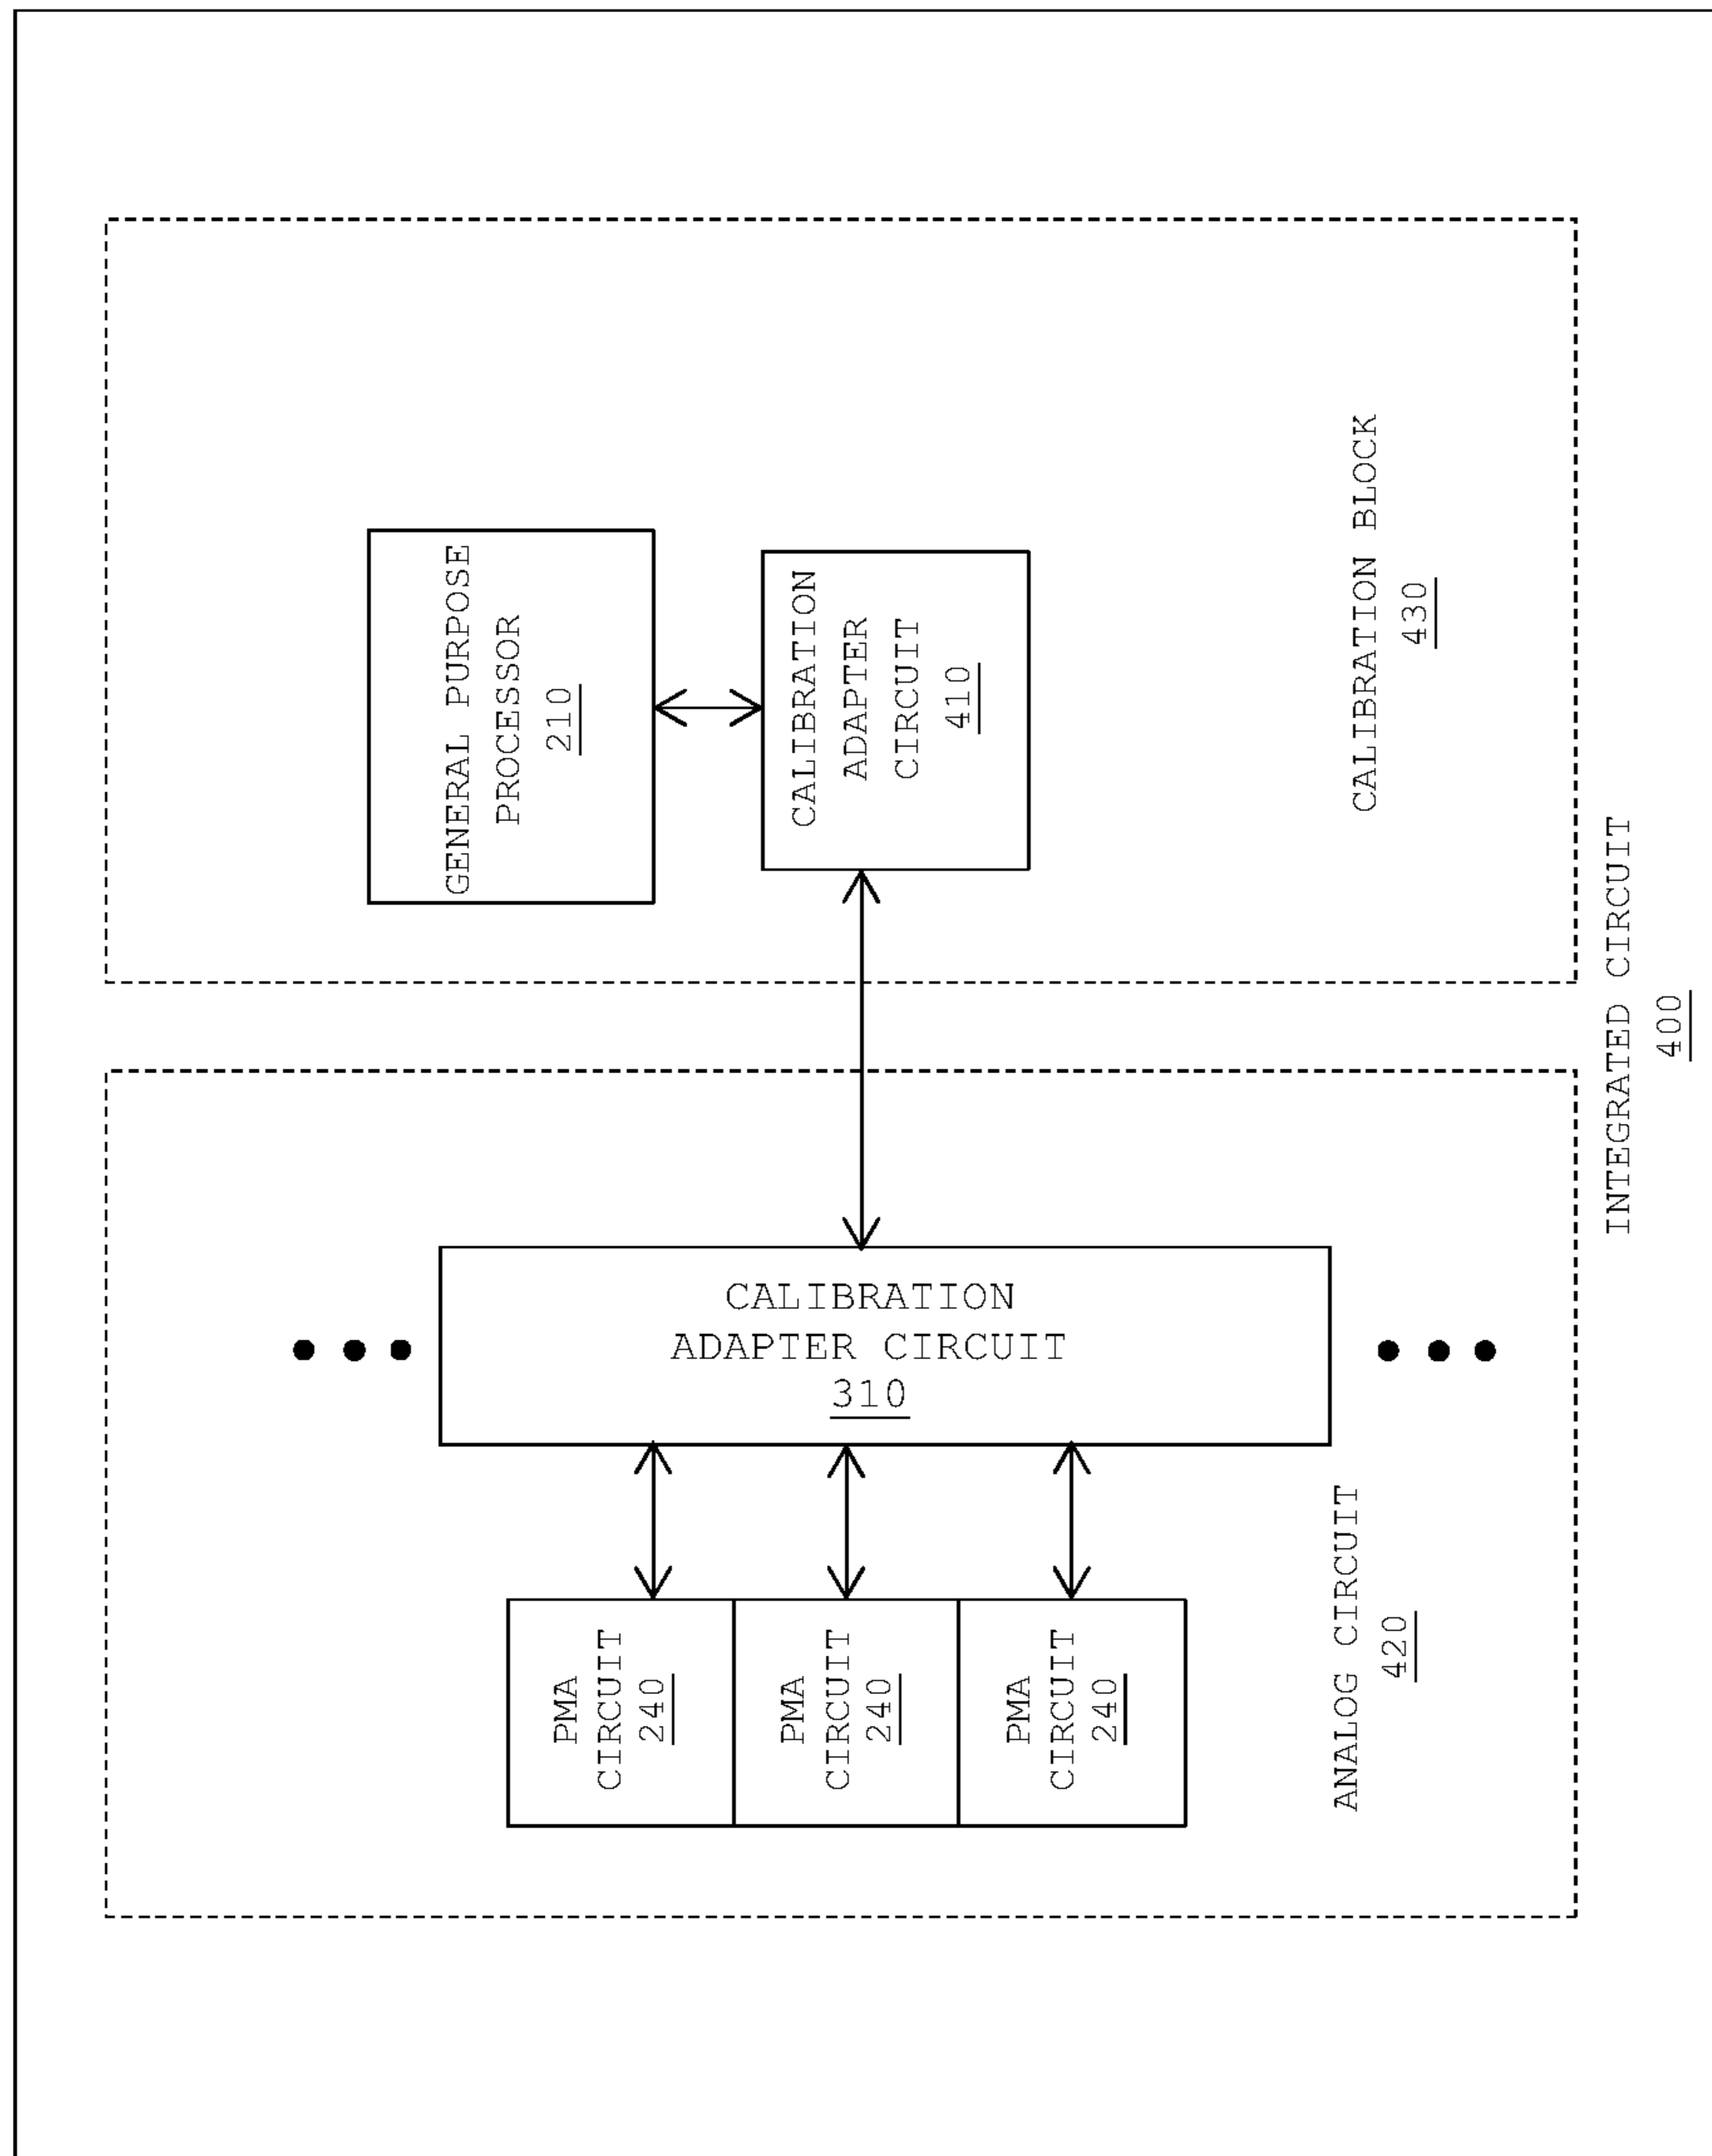 GENERAL PURPOSE
PROCESSOR
210
CALIBRATION
ADAPTER
CIRCUIT
410
CALIBRATION BLOCK
430
CALIBRATION
ADAPTER CIRCUIT
310
PMA
CIRCUIT
240
PMA
CIRCUIT
240
PMA
CIRCUIT
240
ANALOG CIRCUIT
420
INTEGRATED CIRCUIT
400